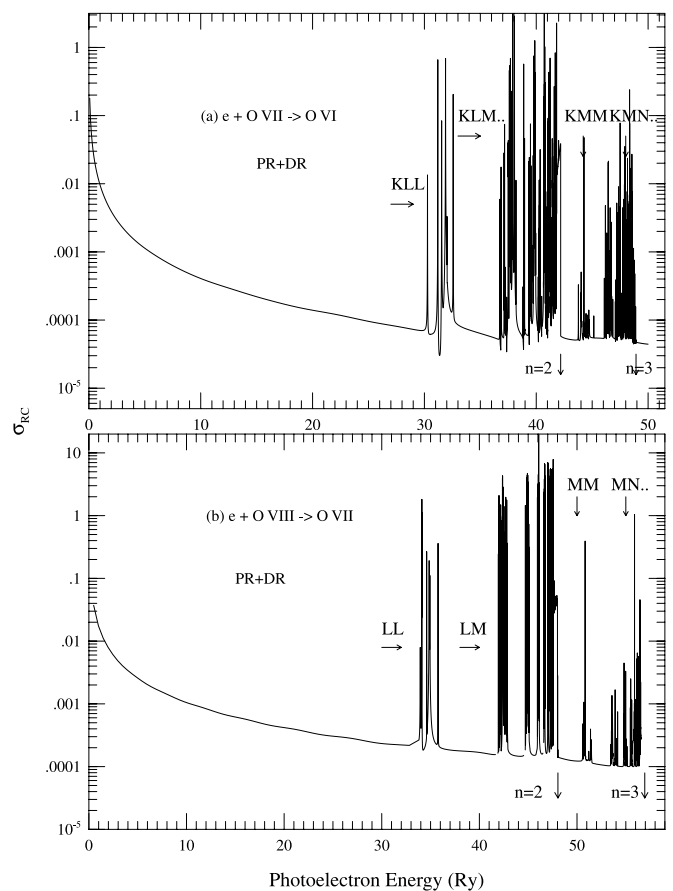 1
.1
.01
.001
.0001
10-5
(a) e + O VII -> O VI
PR+DR
KLL
KLM..
KMM
KMN..
n=2
n=3
0 10 20 30 40 50
σRC
10
1
.1
.01
.001
.0001
10-5
(b) e + O VIII -> O VII
PR+DR
LL
LM
MM
MN..
n=2
n=3
0 10 20 30 40 50
Photoelectron Energy (Ry)